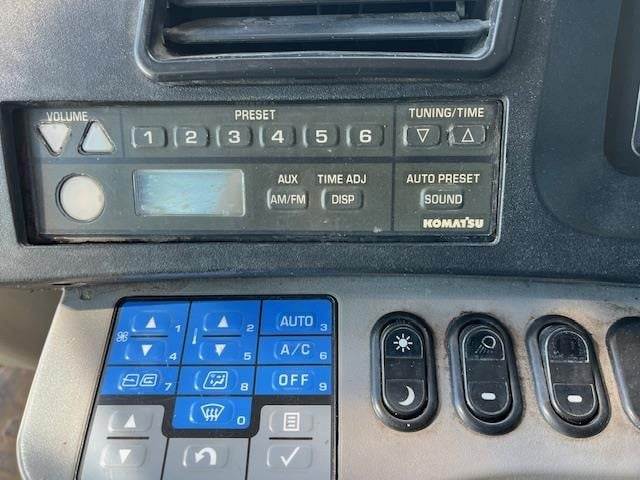 VOLUME PRESET TUNING/TIME
1 2 3 4 5 6
AUX TIME ADJ AUTO PRESET
AM/FM DISP SOUND
KOMATSU
1 2 AUTO 3
4 5 A/C 6
7 8 OFF 9
0